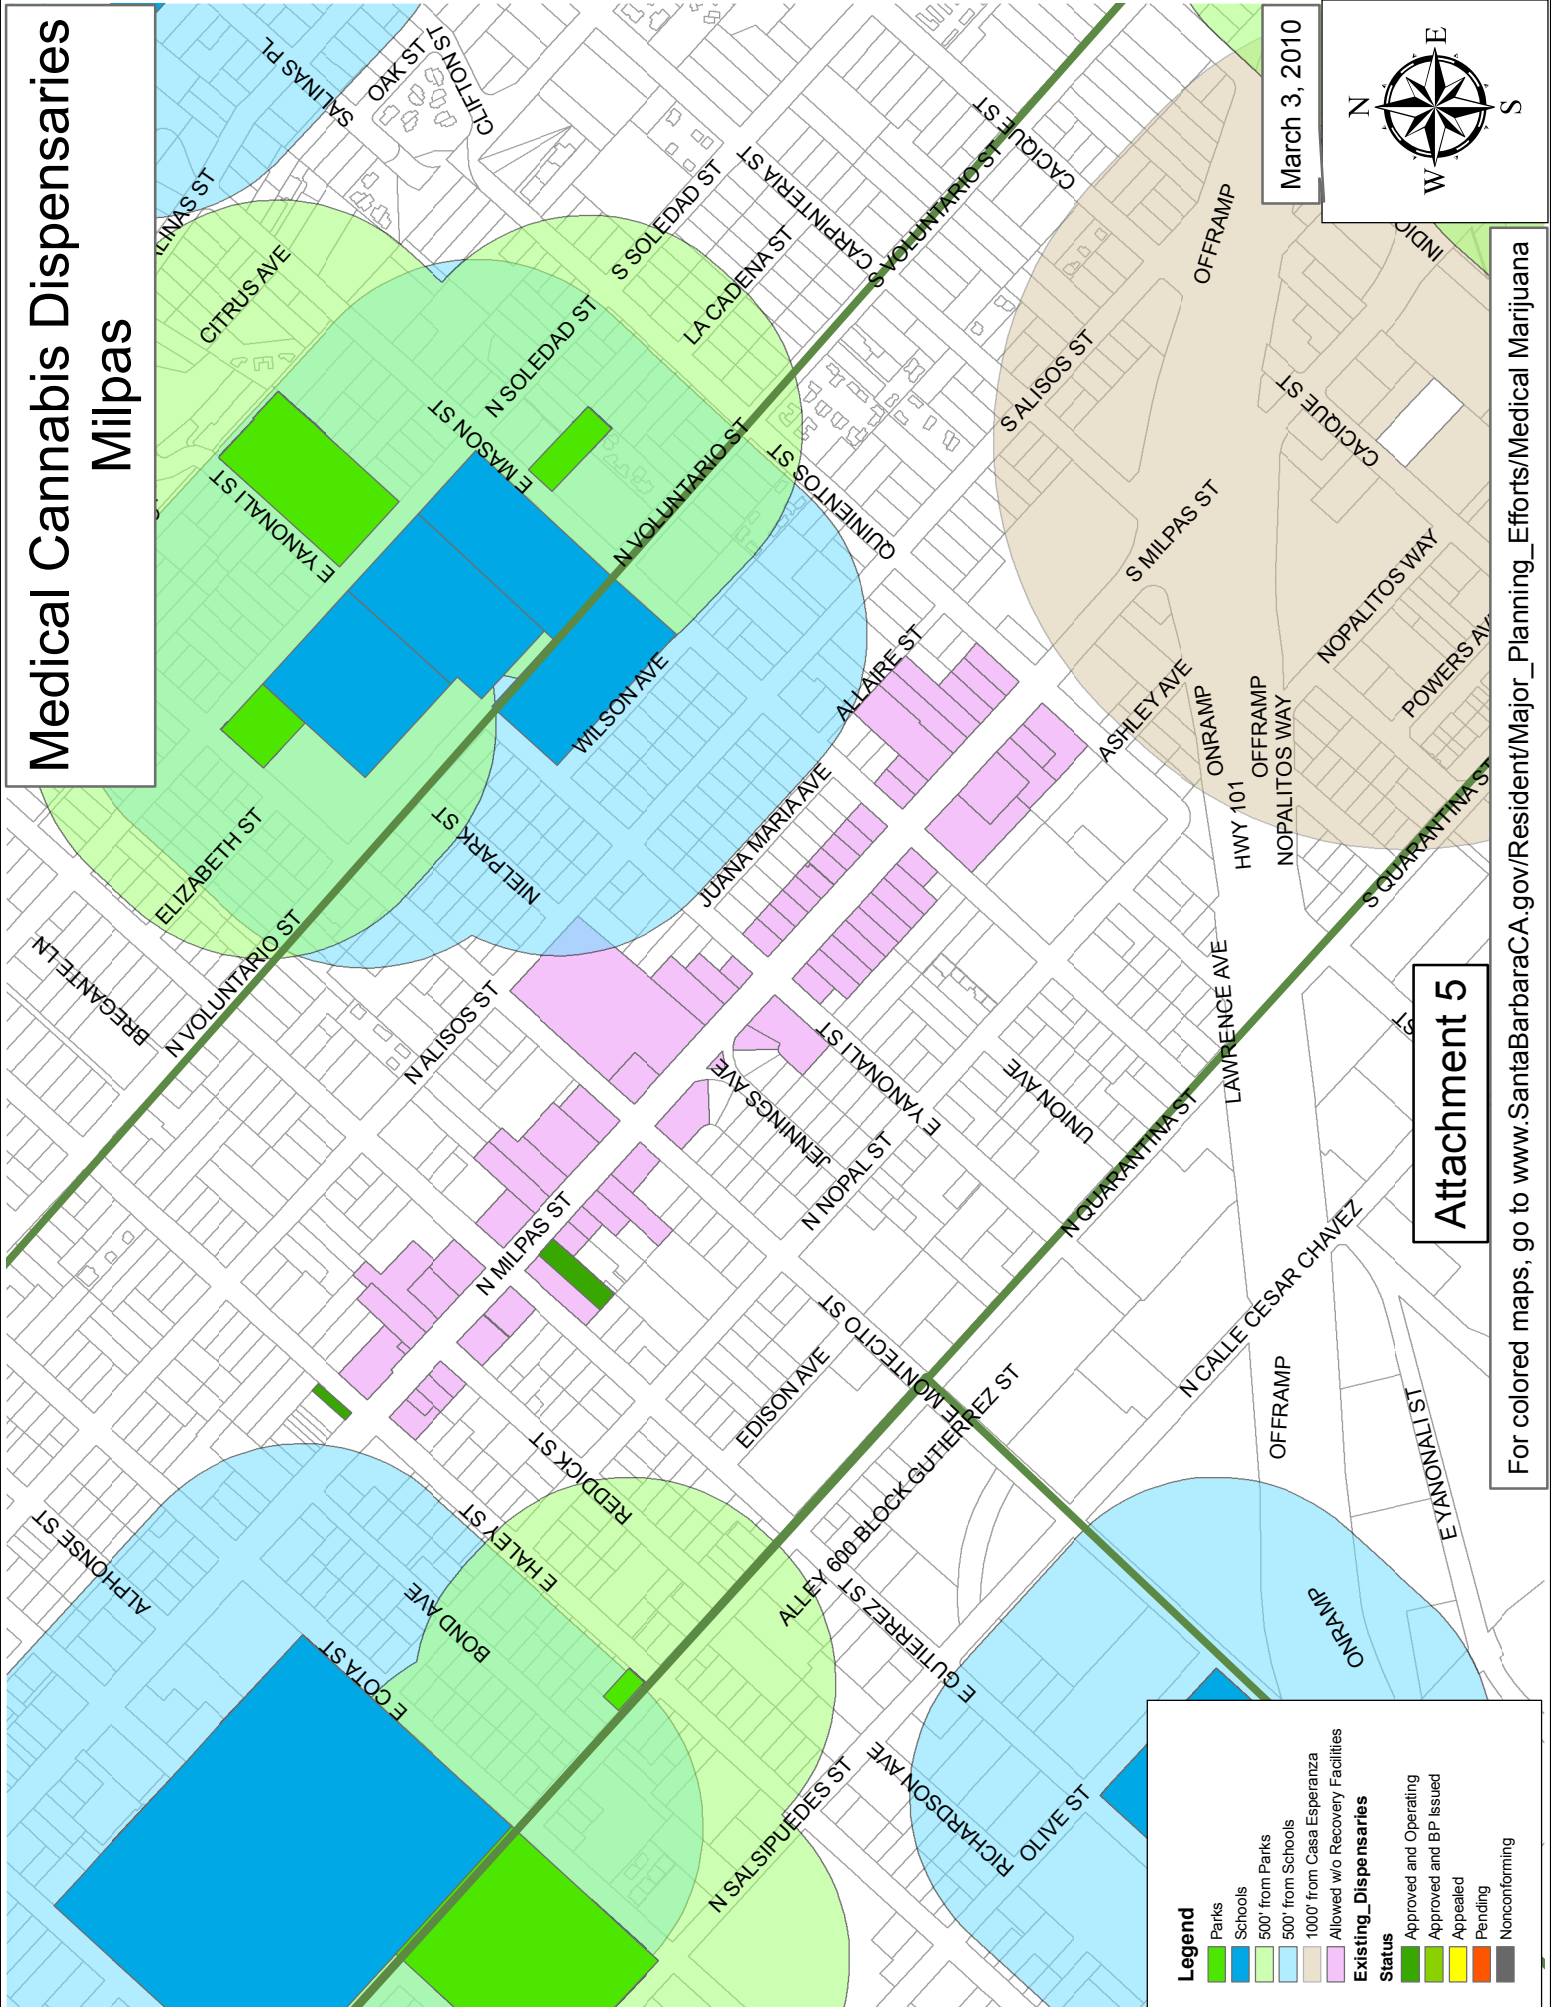 Medical Cannabis Dispensaries
Milpas
SALINAS PL
OAK ST
CLIFTON ST
LINAS ST
CITRUS AVE
S SOLEDAD ST
CARPINTERIA ST
LA CADENA ST
CACIQUE ST
S VOLUNTARIO ST
N SOLEDAD ST
E MASON ST
E YANONALI ST
N VOLUNTARIO ST
QUINIENTOS ST
S ALISOS ST
OFFRAMP
CACIQUE ST
INDIO
S MILPAS ST
NOPALITOS WAY
POWERS AV
WILSON AVE
ALLAIRE ST
ASHLEY AVE
ONRAMP
OFFRAMP
HWY 101
NOPALITOS WAY
S QUARANTINA ST
ELIZABETH ST
NIELPARK ST
JUANA MARIA AVE
BREGANTE LN
N VOLUNTARIO ST
N ALISOS ST
LAWRENCE AVE
ST
JENNINGS AVE
E YANONALI ST
UNION AVE
N NOPAL ST
N QUARANTINA ST
N MILPAS ST
N CALLE CESAR CHAVEZ
E MONTECITO ST
EDISON AVE
OFFRAMP
E YANONALI ST
REDDICK ST
E HALEY ST
ALPHONSE ST
BOND AVE
E COTA ST
ALLEY 600 BLOCK GUTIERREZ ST
E GUTIERREZ ST
ONRAMP
N SALSIPUEDES ST
RICHARDSON AVE
OLIVE ST
March 3, 2010
N
E
S
W
Attachment 5
For colored maps, go to www.SantaBarbaraCA.gov/Resident/Major_Planning_Efforts/Medical Marijuana
Legend
Parks
Schools
500' from Parks
500' from Schools
1000' from Casa Esperanza
Allowed w/o Recovery Facilities
Existing_Dispensaries
Status
Approved and Operating
Approved and BP Issued
Appealed
Pending
Nonconforming